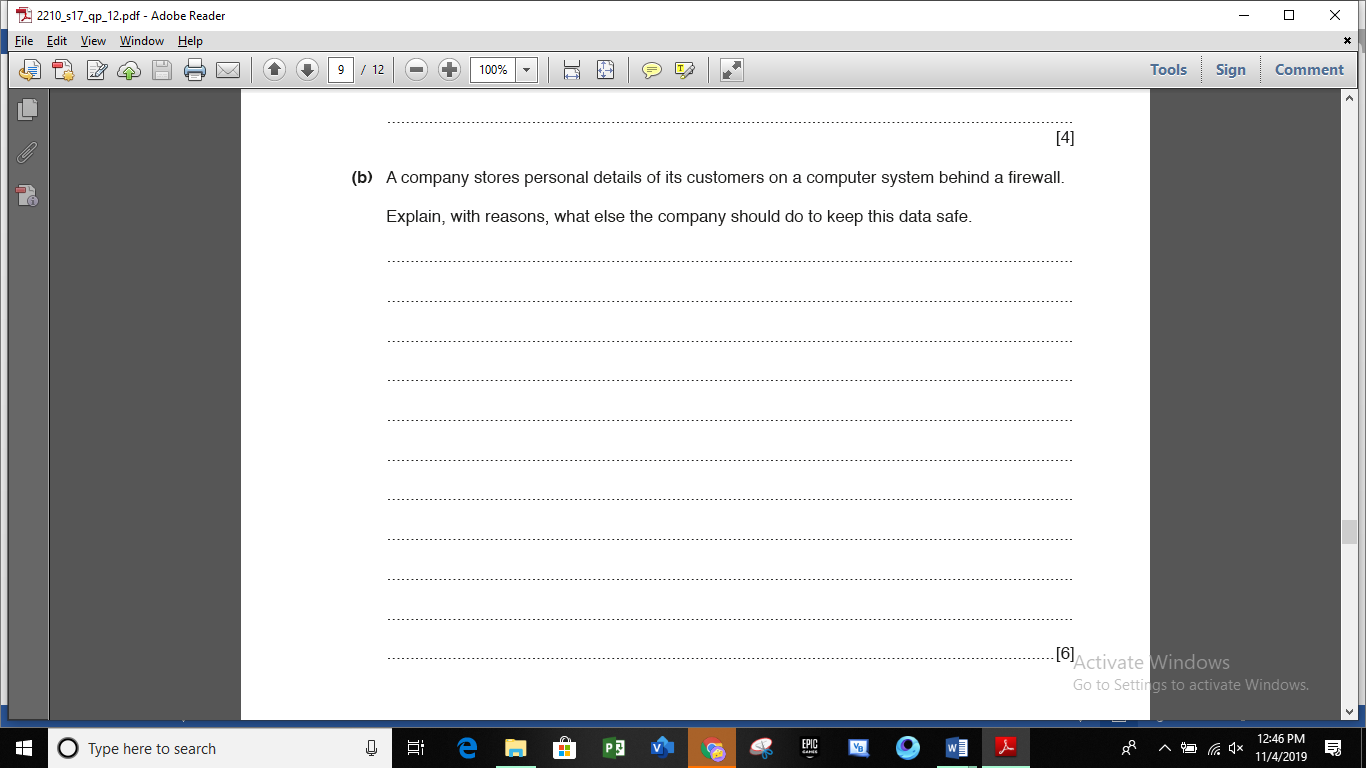 2210_s17_qp_12.pdf - Adobe Reader
File Edit View Window Help
9 / 12 100% Tools Sign Comment
[4]
(b) A company stores personal details of its customers on a computer system behind a firewall.
Explain, with reasons, what else the company should do to keep this data safe.
[6]
Activate Windows
Go to Settings to activate Windows.
Type here to search
EPIC GAMES
12:46 PM
11/4/2019